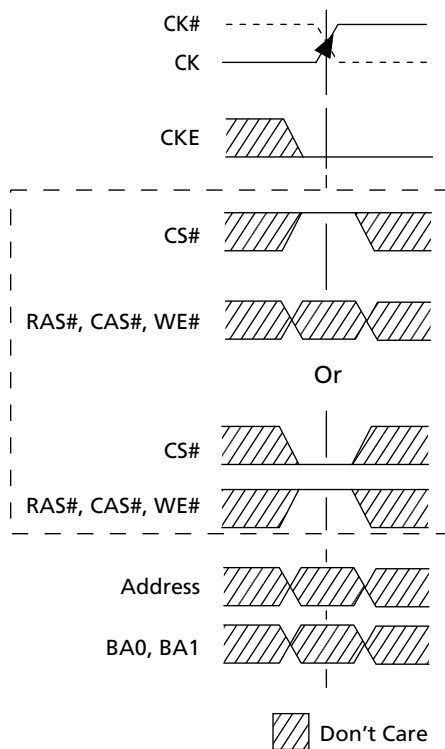 CK#
CK
CKE
CS#
RAS#, CAS#, WE#
Or
CS#
RAS#, CAS#, WE#
Address
BA0, BA1
Don't Care